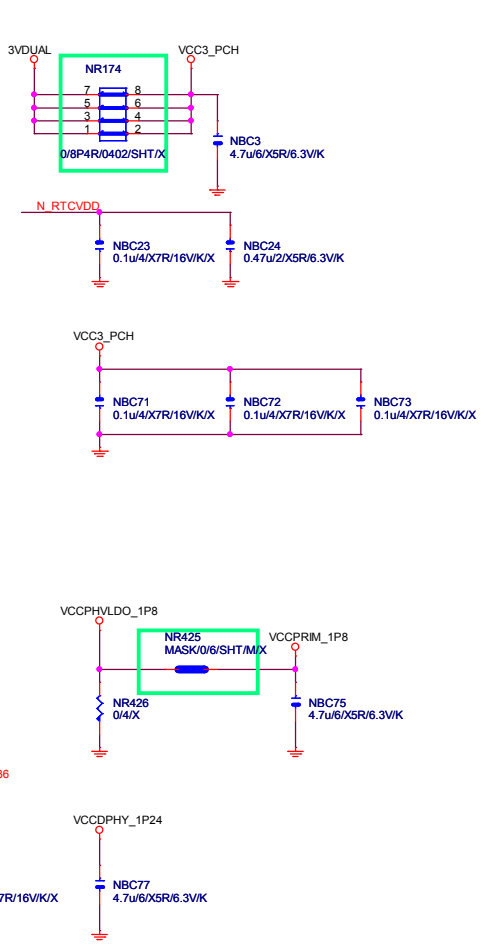 3VDUAL
VCC3_PCH
NR174
7 8
5 6
3 4
1 2
0/8P4R/0402/SHT/X
NBC3
4.7u/6/X5R/6.3V/K
N_RTCVDD
NBC23
0.1u/4/X7R/16V/K/X
NBC24
0.47u/2/X5R/6.3V/K
VCC3_PCH
NBC71
0.1u/4/X7R/16V/K/X
NBC72
0.1u/4/X7R/16V/K/X
NBC73
0.1u/4/X7R/16V/K/X
VCCPHVLDO_1P8
NR425
MASK/0/6/SHT/M/X
VCCPRIM_1P8
NR426
0/4/X
NBC75
4.7u/6/X5R/6.3V/K
36
VCCDPHY_1P24
7R/16V/K/X
NBC77
4.7u/6/X5R/6.3V/K